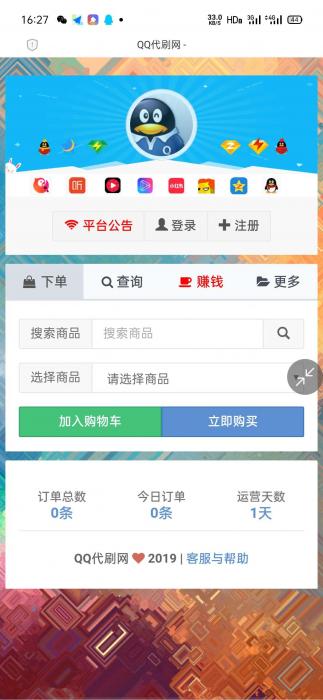 16:27
33.0 KB/S HD 3G 4G 44
QQ代刷网 -
听
小红书
平台公告 登录 注册
下单 查询 赚钱 更多
搜索商品 搜索商品
选择商品 请选择商品
加入购物车 立即购买
订单总数 今日订单 运营天数
0条 0条 1天
QQ代刷网 ❤ 2019 | 客服与帮助